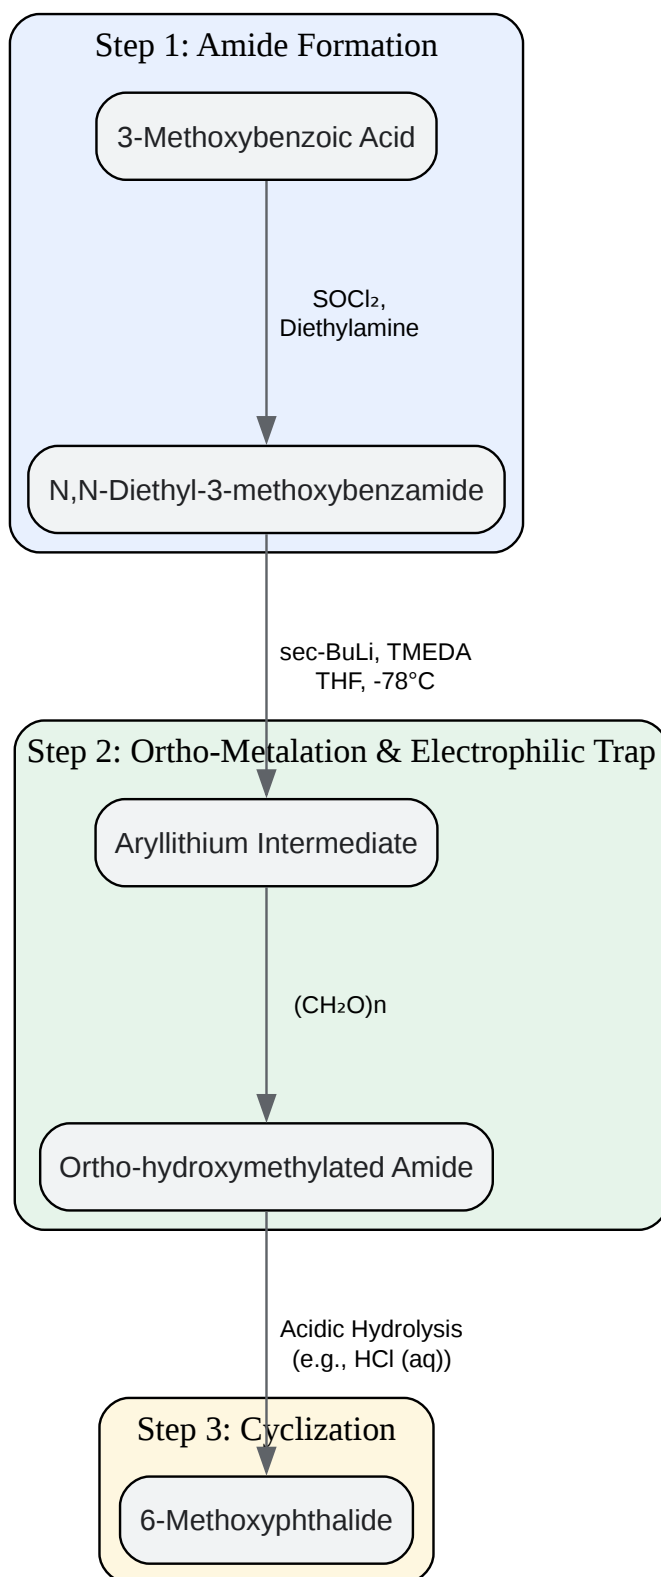 Step 1: Amide Formation
3-Methoxybenzoic Acid
SOCl₂,
Diethylamine
N,N-Diethyl-3-methoxybenzamide
sec-BuLi, TMEDA
THF, -78°C
Step 2: Ortho-Metalation & Electrophilic Trap
Aryllithium Intermediate
(CH₂O)n
Ortho-hydroxymethylated Amide
Acidic Hydrolysis
(e.g., HCl (aq))
Step 3: Cyclization
6-Methoxyphthalide